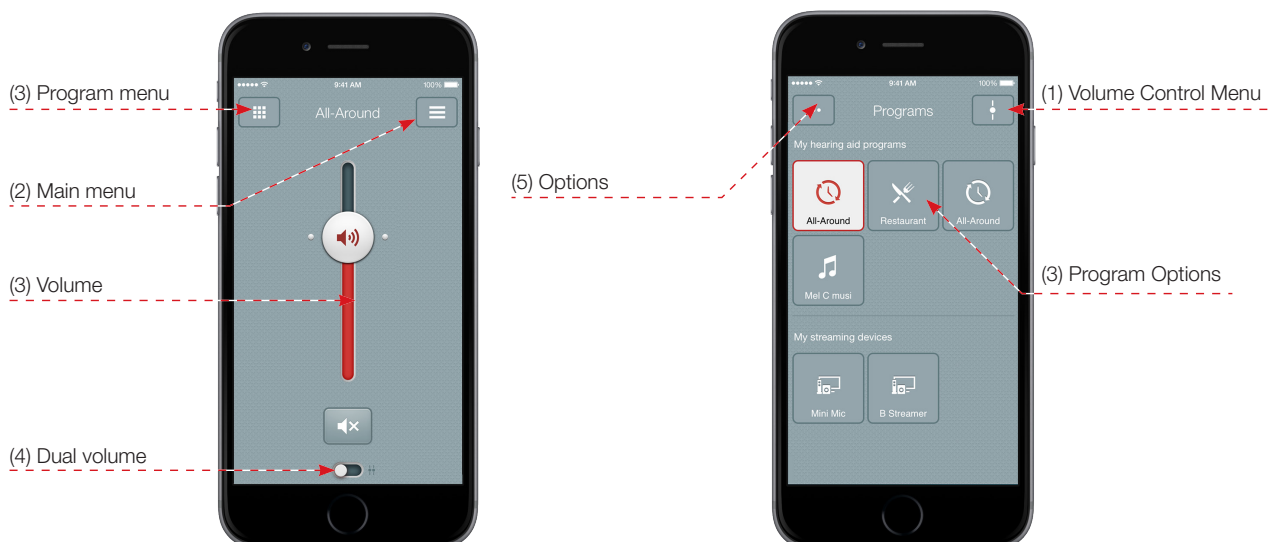 (3) Program menu
(2) Main menu
(3) Volume
(4) Dual volume
9:41 AM
100%
All-Around
(5) Options
9:41 AM
100%
Programs
My hearing aid programs
All-Around
Restaurant
All-Around
Mel C musi
My streaming devices
Mini Mic
B Streamer
(1) Volume Control Menu
(3) Program Options